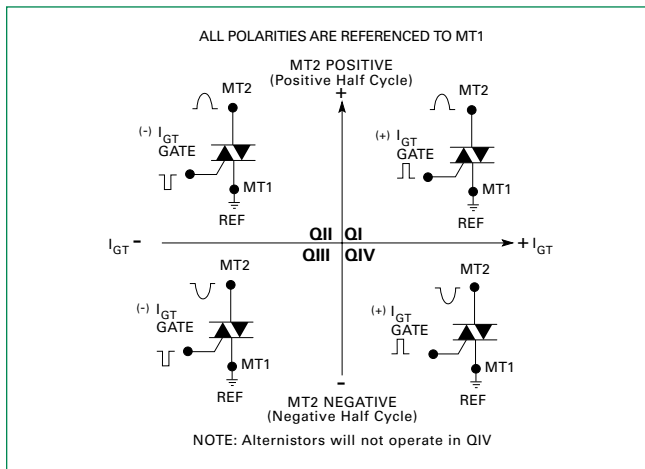 ALL POLARITIES ARE REFERENCED TO MT1
MT2 POSITIVE
(Positive Half Cycle)
+
MT2
(-) IGT
GATE
MT1
REF
MT2
(+) IGT
GATE
MT1
REF
IGT -
QII QI
QIII QIV
+ IGT
MT2
(-) IGT
GATE
MT1
REF
MT2
(+) IGT
GATE
MT1
REF
-
MT2 NEGATIVE
(Negative Half Cycle)
NOTE: Alternistors will not operate in QIV